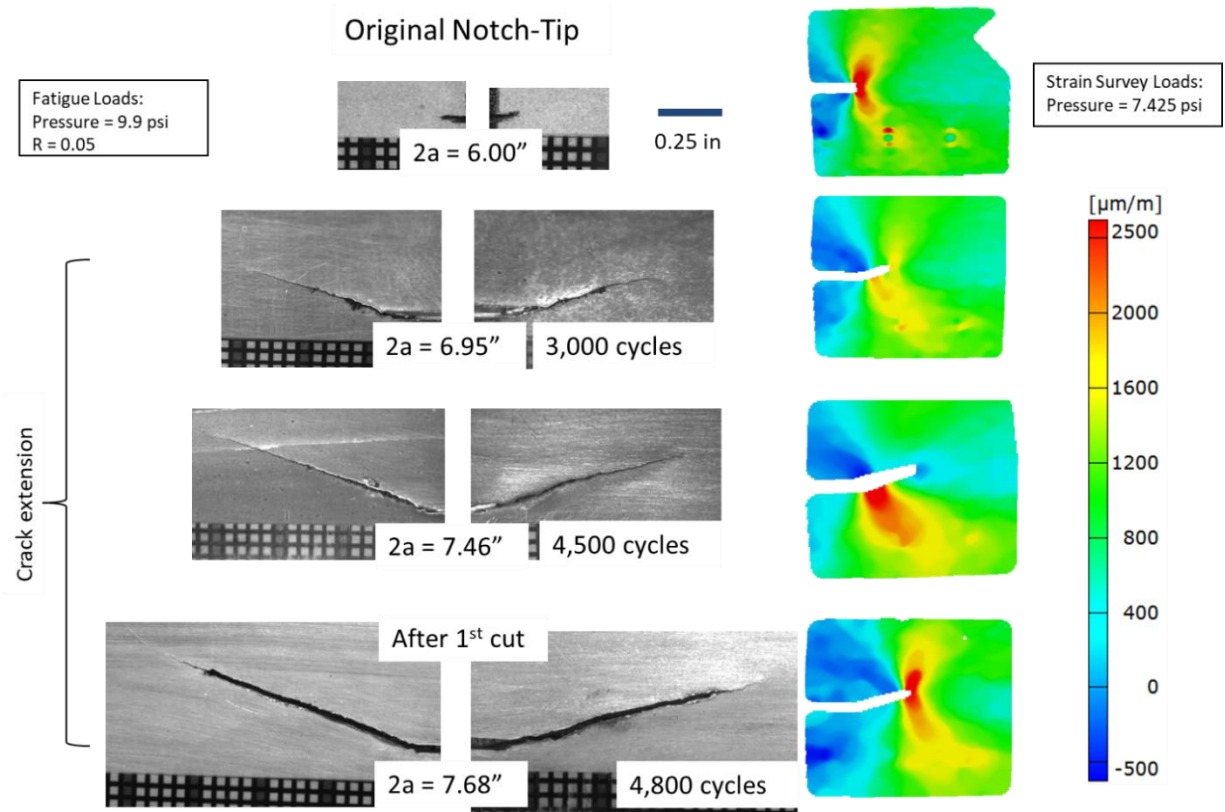 Original Notch-Tip
Fatigue Loads:
Pressure = 9.9 psi
R = 0.05
2a = 6.00”
0.25 in
Strain Survey Loads:
Pressure = 7.425 psi
Crack extension
2a = 6.95”
3,000 cycles
2a = 7.46”
4,500 cycles
After 1st cut
2a = 7.68”
4,800 cycles
[µm/m]
2500
2000
1600
1200
800
400
0
-500